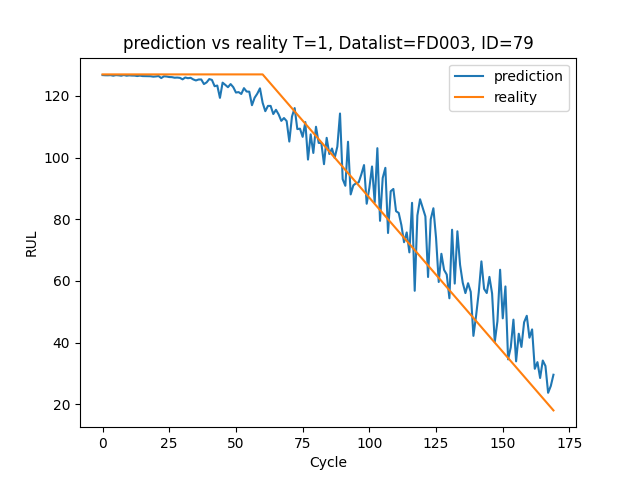 prediction vs reality T=1, Datalist=FD003, ID=79
prediction
reality
RUL
120
100
80
60
40
20
0 25 50 75 100 125 150 175
Cycle